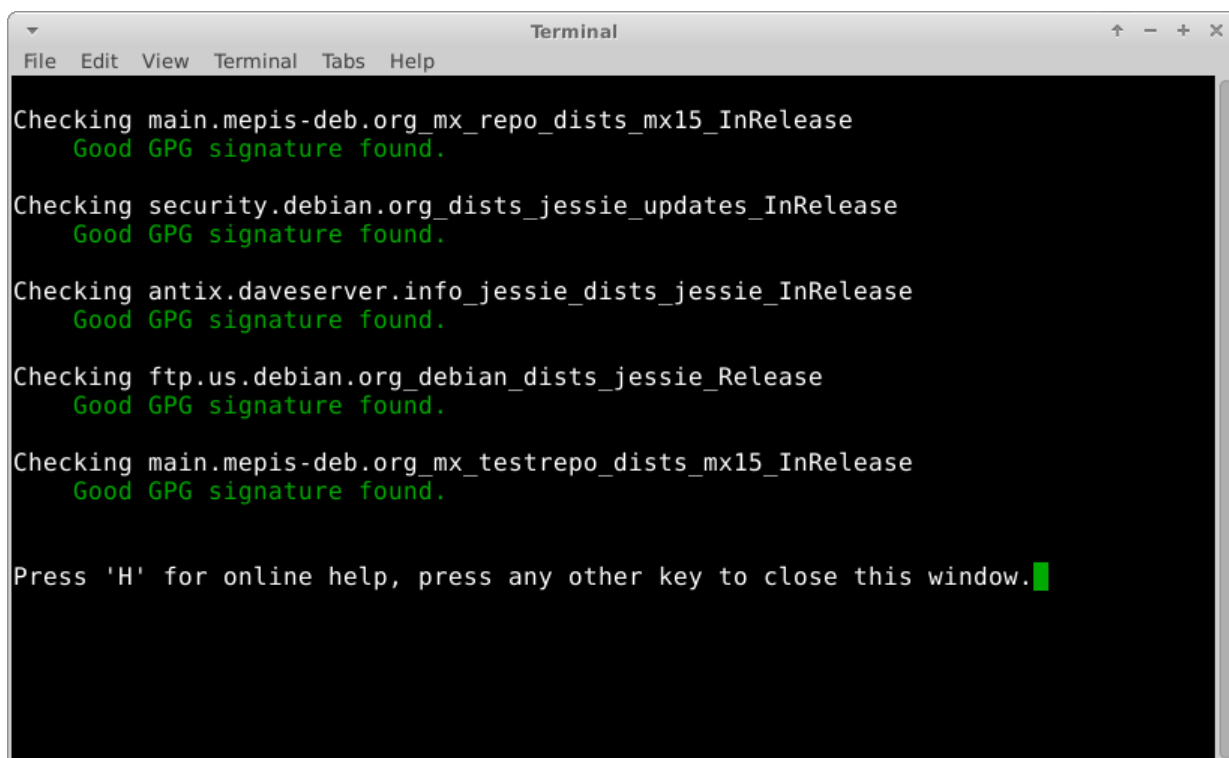 Terminal
File Edit View Terminal Tabs Help
Checking main.mepis-deb.org_mx_repo_dists_mx15_InRelease
Good GPG signature found.
Checking security.debian.org_dists_jessie_updates_InRelease
Good GPG signature found.
Checking antix.daveserver.info_jessie_dists_jessie_InRelease
Good GPG signature found.
Checking ftp.us.debian.org_debian_dists_jessie_Release
Good GPG signature found.
Checking main.mepis-deb.org_mx_testrepo_dists_mx15_InRelease
Good GPG signature found.
Press 'H' for online help, press any other key to close this window.